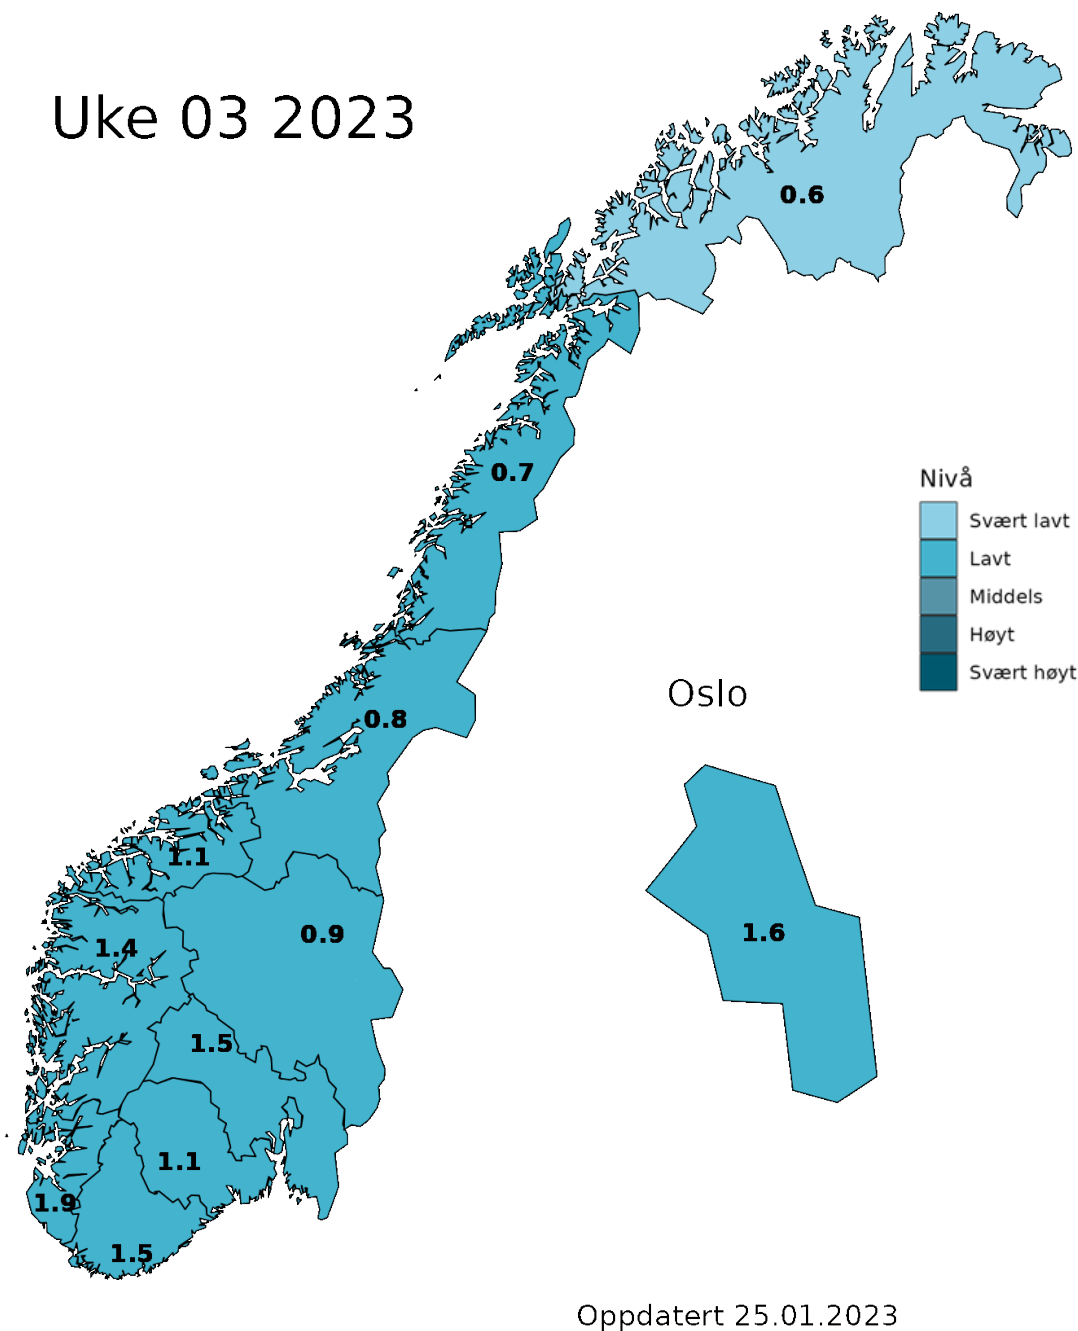 Uke 03 2023
0.6
0.7
Nivå
Svært lavt
Lavt
Middels
Høyt
Svært høyt
Oslo
0.8
1.1
0.9
1.6
1.4
1.5
1.1
1.9
1.5
Oppdatert 25.01.2023